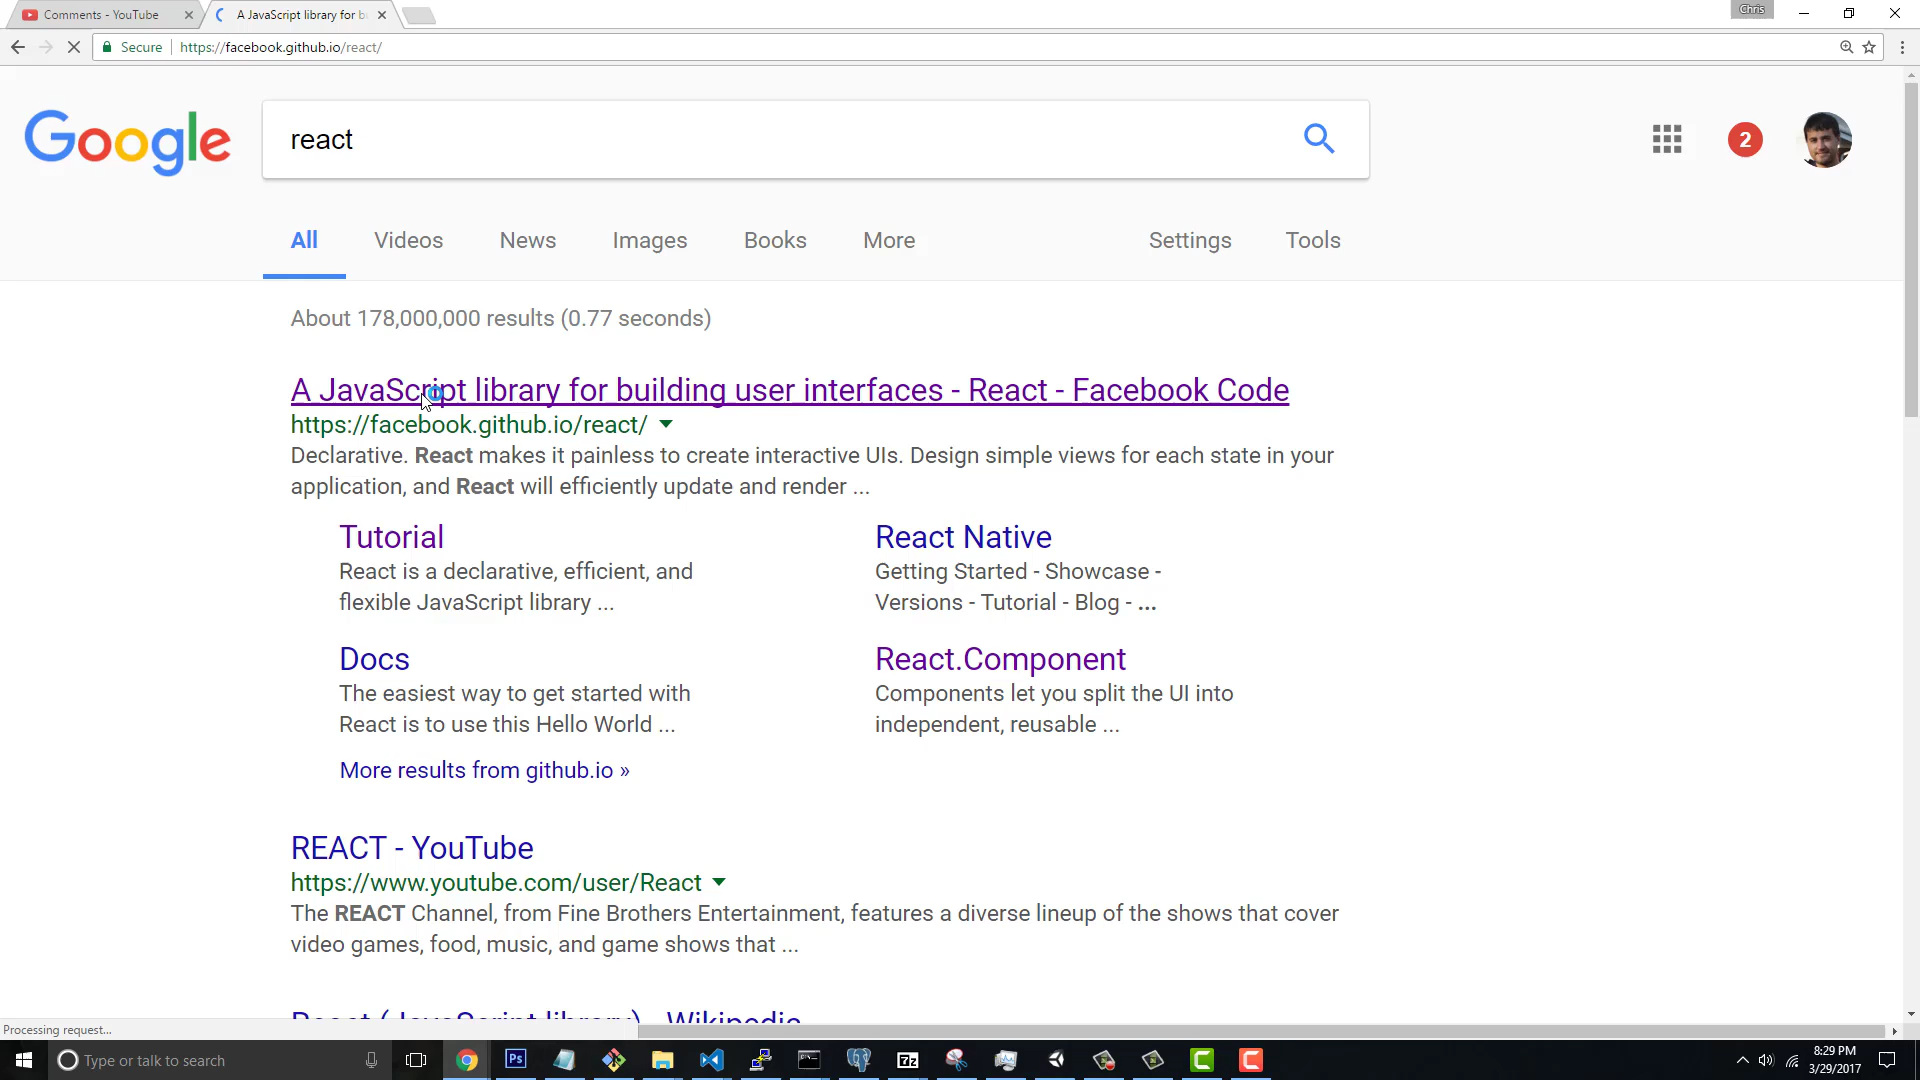 Comments - YouTube
A JavaScript library for b
Chris
Secure
https://facebook.github.io/react/
Google
react
2
All
Videos
News
Images
Books
More
Settings
Tools
About 178,000,000 results (0.77 seconds)
A JavaScript library for building user interfaces - React - Facebook Code
https://facebook.github.io/react/
Declarative. React makes it painless to create interactive UIs. Design simple views for each state in your
application, and React will efficiently update and render ...
Tutorial
React is a declarative, efficient, and
flexible JavaScript library ...
React Native
Getting Started - Showcase -
Versions - Tutorial - Blog - ...
Docs
The easiest way to get started with
React is to use this Hello World ...
React.Component
Components let you split the UI into
independent, reusable ...
More results from github.io »
REACT - YouTube
https://www.youtube.com/user/React
The REACT Channel, from Fine Brothers Entertainment, features a diverse lineup of the shows that cover
video games, food, music, and game shows that ...
React (JavaScript library) - Wikipedia
Processing request...
Type or talk to search
Ps
7z
8:29 PM
3/29/2017